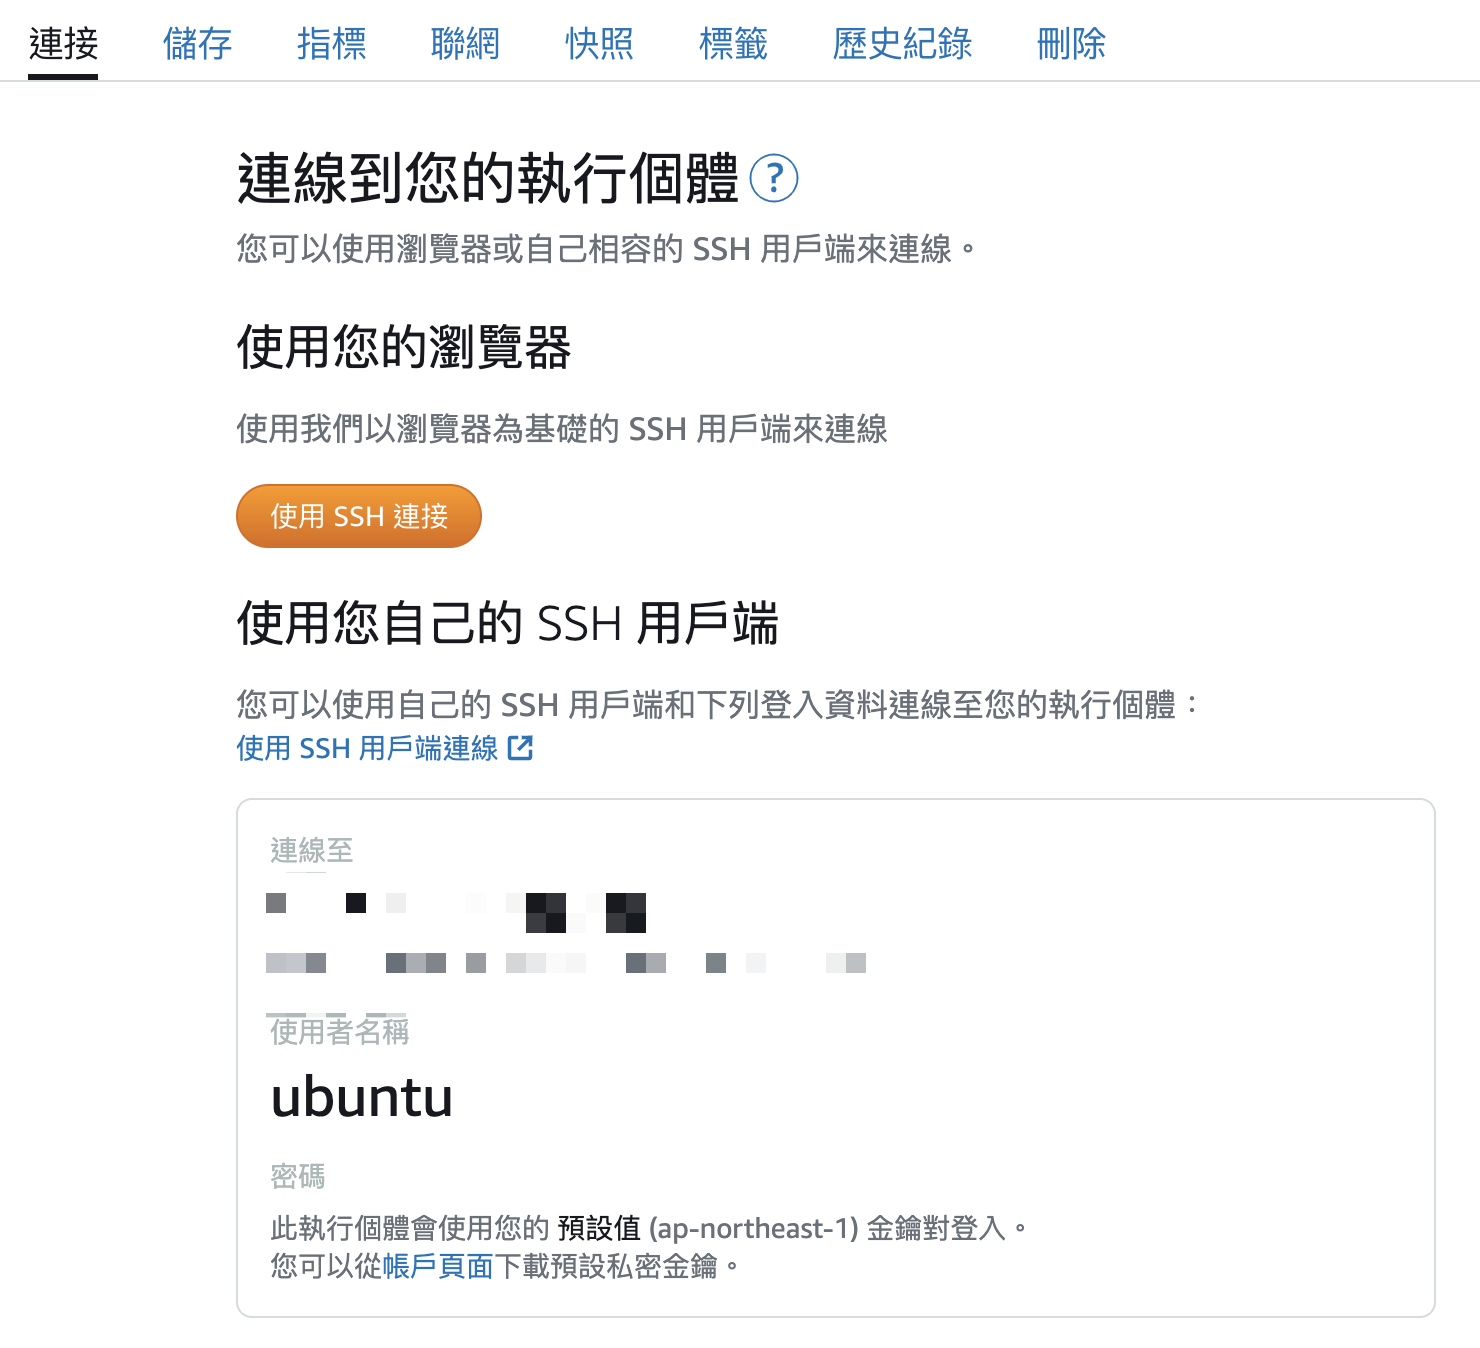 連接 儲存 指標 聯網 快照 標籤 歷史紀錄 刪除
連線到您的執行個體 ?
您可以使用瀏覽器或自己相容的 SSH 用戶端來連線。
使用您的瀏覽器
使用我們以瀏覽器為基礎的 SSH 用戶端來連線
使用 SSH 連接
使用您自己的 SSH 用戶端
您可以使用自己的 SSH 用戶端和下列登入資料連線至您的執行個體：
使用 SSH 用戶端連線
連線至
使用者名稱
ubuntu
密碼
此執行個體會使用您的 預設值 (ap-northeast-1) 金鑰對登入。
您可以從帳戶頁面下載預設私密金鑰。